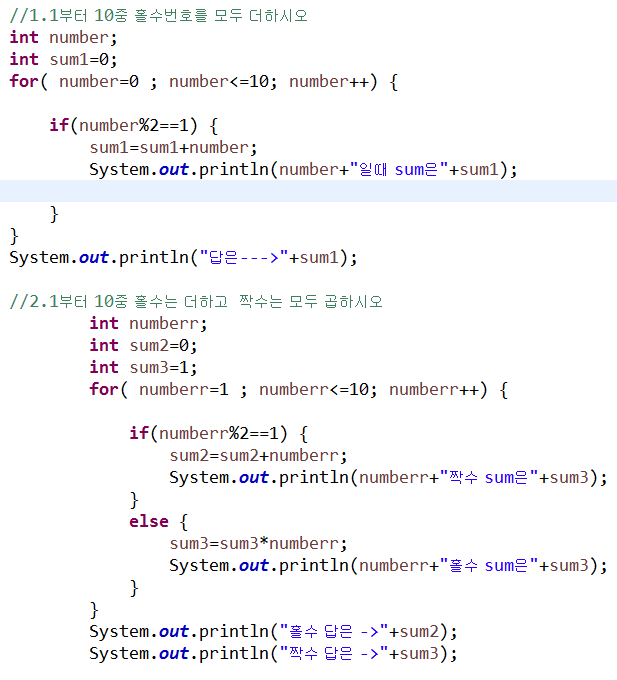 //1.1부터 10중 홀수번호를 모두 더하시오
int number;
int sum1=0;
for( number=0 ; number<=10; number++) {
if(number%2==1) {
sum1=sum1+number;
System.out.println(number+"일때 sum은"+sum1);
}
}
System.out.println("답은--->"+sum1);
//2.1부터 10중 홀수는 더하고  짝수는 모두 곱하시오
int numberr;
int sum2=0;
int sum3=1;
for( numberr=1 ; numberr<=10; numberr++) {
if(numberr%2==1) {
sum2=sum2+numberr;
System.out.println(numberr+"짝수 sum은"+sum3);
}
else {
sum3=sum3*numberr;
System.out.println(numberr+"홀수 sum은"+sum3);
}
}
System.out.println("홀수 답은 ->"+sum2);
System.out.println("짝수 답은 ->"+sum3);